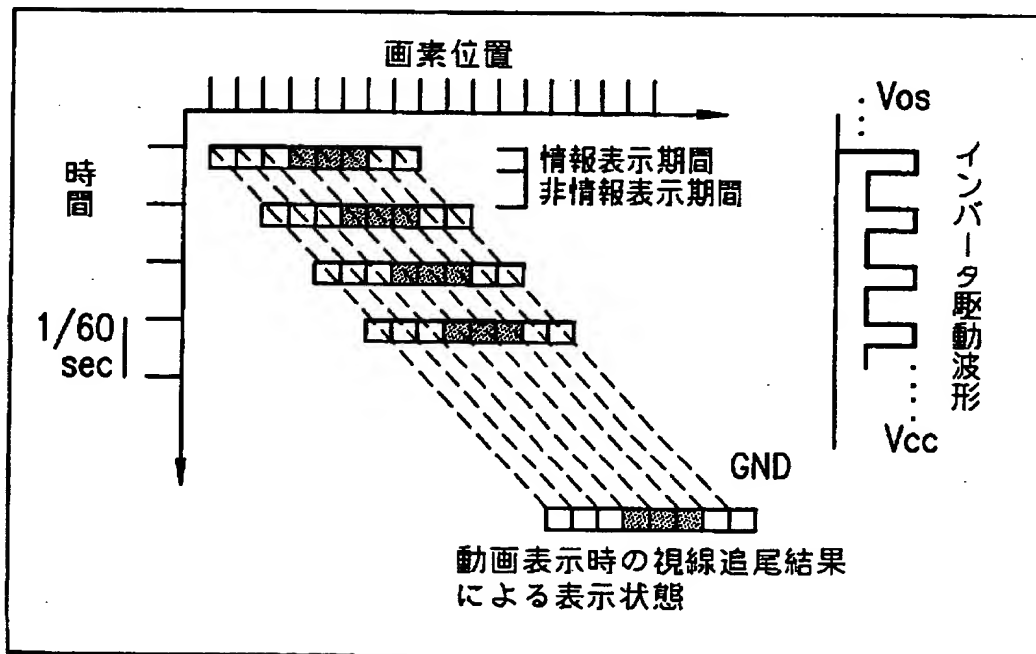 画素位置
時間
1/60
sec
情報表示期間
非情報表示期間
Vos
インバータ駆動波形
Vcc
GND
動画表示時の視線追尾結果
による表示状態